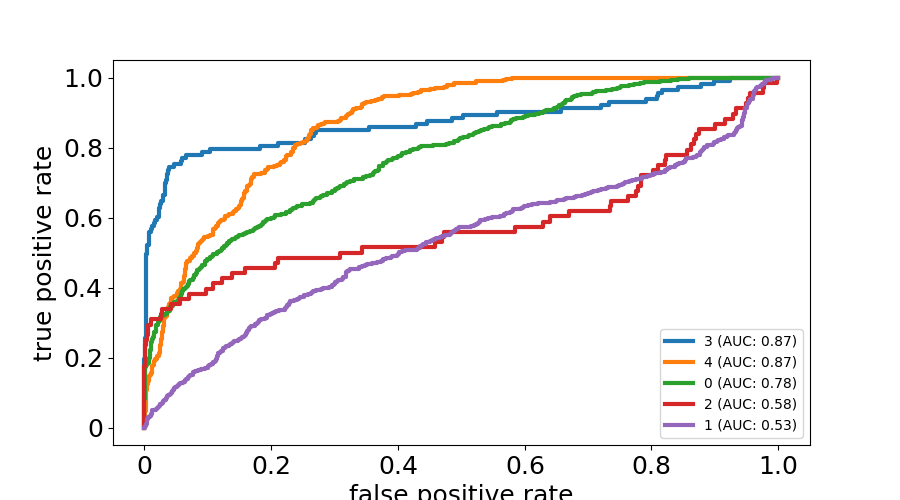 true positive rate
1.0
0.8
0.6
0.4
0.2
0
0 0.2 0.4 0.6 0.8 1.0
false positive rate
3 (AUC: 0.87)
4 (AUC: 0.87)
0 (AUC: 0.78)
2 (AUC: 0.58)
1 (AUC: 0.53)